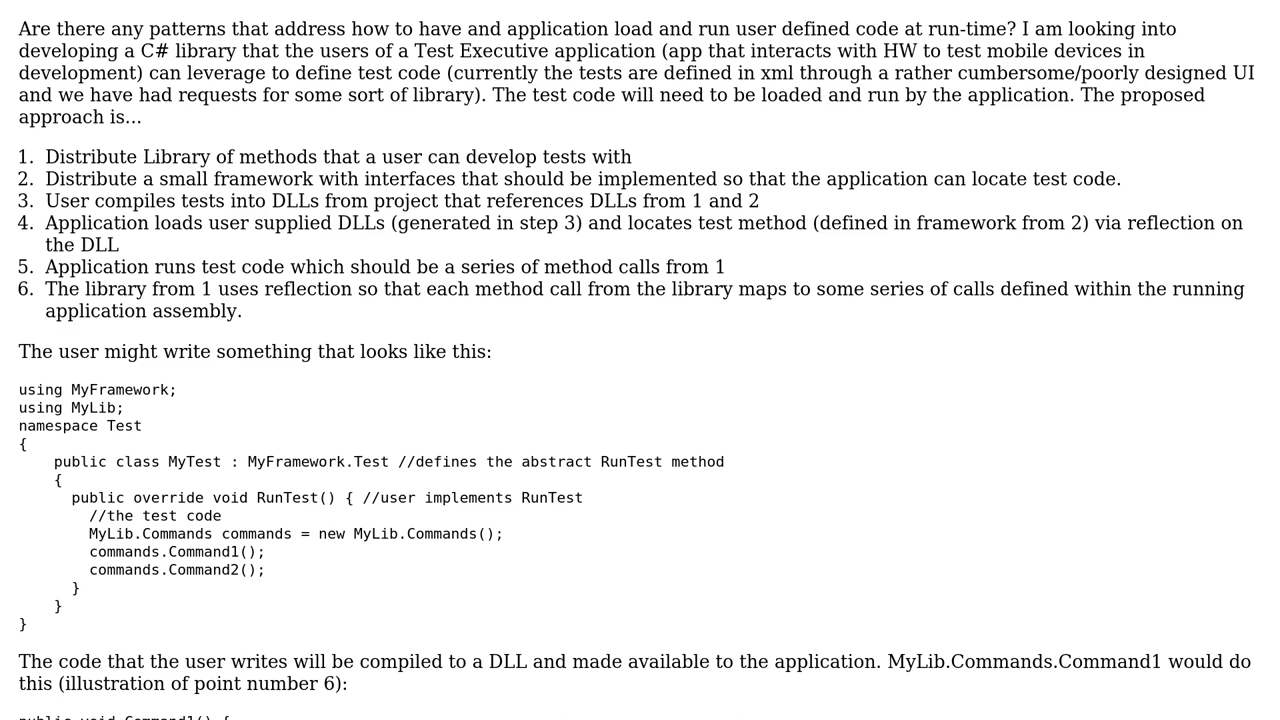 Are there any patterns that address how to have and application load and run user defined code at run-time? I am looking into
developing a C# library that the users of a Test Executive application (app that interacts with HW to test mobile devices in
development) can leverage to define test code (currently the tests are defined in xml through a rather cumbersome/poorly designed UI
and we have had requests for some sort of library). The test code will need to be loaded and run by the application. The proposed
approach is...
1. Distribute Library of methods that a user can develop tests with
2. Distribute a small framework with interfaces that should be implemented so that the application can locate test code.
3. User compiles tests into DLLs from project that references DLLs from 1 and 2
4. Application loads user supplied DLLs (generated in step 3) and locates test method (defined in framework from 2) via reflection on
the DLL
5. Application runs test code which should be a series of method calls from 1
6. The library from 1 uses reflection so that each method call from the library maps to some series of calls defined within the running
application assembly.
The user might write something that looks like this:
using MyFramework;
using MyLib;
namespace Test
{
    public class MyTest : MyFramework.Test //defines the abstract RunTest method
    {
      public override void RunTest() { //user implements RunTest
        //the test code
        MyLib.Commands commands = new MyLib.Commands();
        commands.Command1();
        commands.Command2();
      }
    }
}
The code that the user writes will be compiled to a DLL and made available to the application. MyLib.Commands.Command1 would do
this (illustration of point number 6):
public void Command1() {